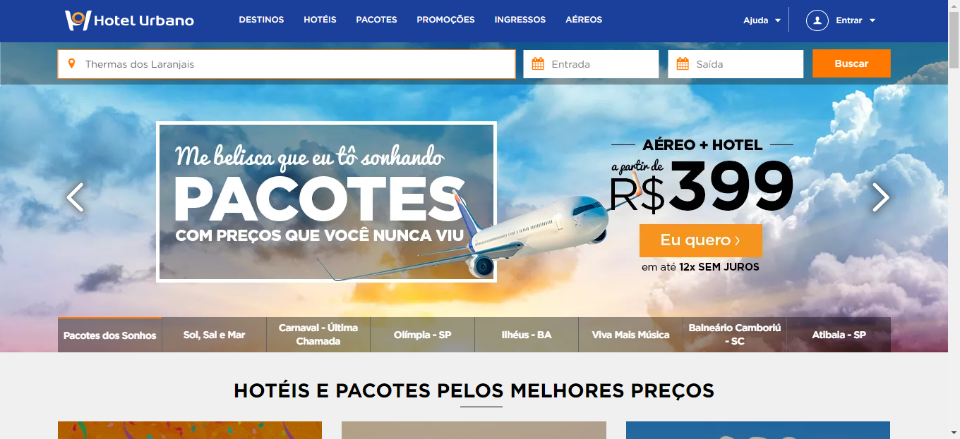 Hotel Urbano
DESTINOS HOTÉIS PACOTES PROMOÇÕES INGRESSOS AÉREOS
Ajuda Entrar
Thermas dos Laranjais
Entrada
Saída
Buscar
Me belisca que eu tô sonhando
PACOTES
COM PREÇOS QUE VOCÊ NUNCA VIU
AÉREO + HOTEL
a partir de
R$399
Eu quero
em até 12x SEM JUROS
Pacotes dos Sonhos
Sol, Sal e Mar
Carnaval - Última
Chamada
Olímpia - SP
Ilhéus - BA
Viva Mais Música
Balneário Camboriú
- SC
Atibaia - SP
HOTÉIS E PACOTES PELOS MELHORES PREÇOS